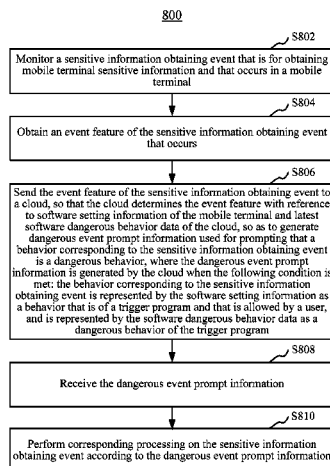 800
S802
Monitor a sensitive information obtaining event that is for obtaining
mobile terminal sensitive information and that occurs in a mobile
terminal
S804
Obtain an event feature of the sensitive information obtaining event
that occurs
S806
Send the event feature of the sensitive information obtaining event to
a cloud, so that the cloud determines the event feature with reference
to software setting information of the mobile terminal and latest
software dangerous behavior data of the cloud, so as to generate
dangerous event prompt information used for prompting that a
behavior corresponding to the sensitive information obtaining event
is a dangerous behavior, where the dangerous event prompt
information is generated by the cloud when the following condition is
met: the behavior corresponding to the sensitive information
obtaining event is represented by the software setting information as
a behavior that is of a trigger program and that is allowed by a user,
and is represented by the software dangerous behavior data as a
dangerous behavior of the trigger program
S808
Receive the dangerous event prompt information
S810
Perform corresponding processing on the sensitive information
obtaining event according to the dangerous event prompt information